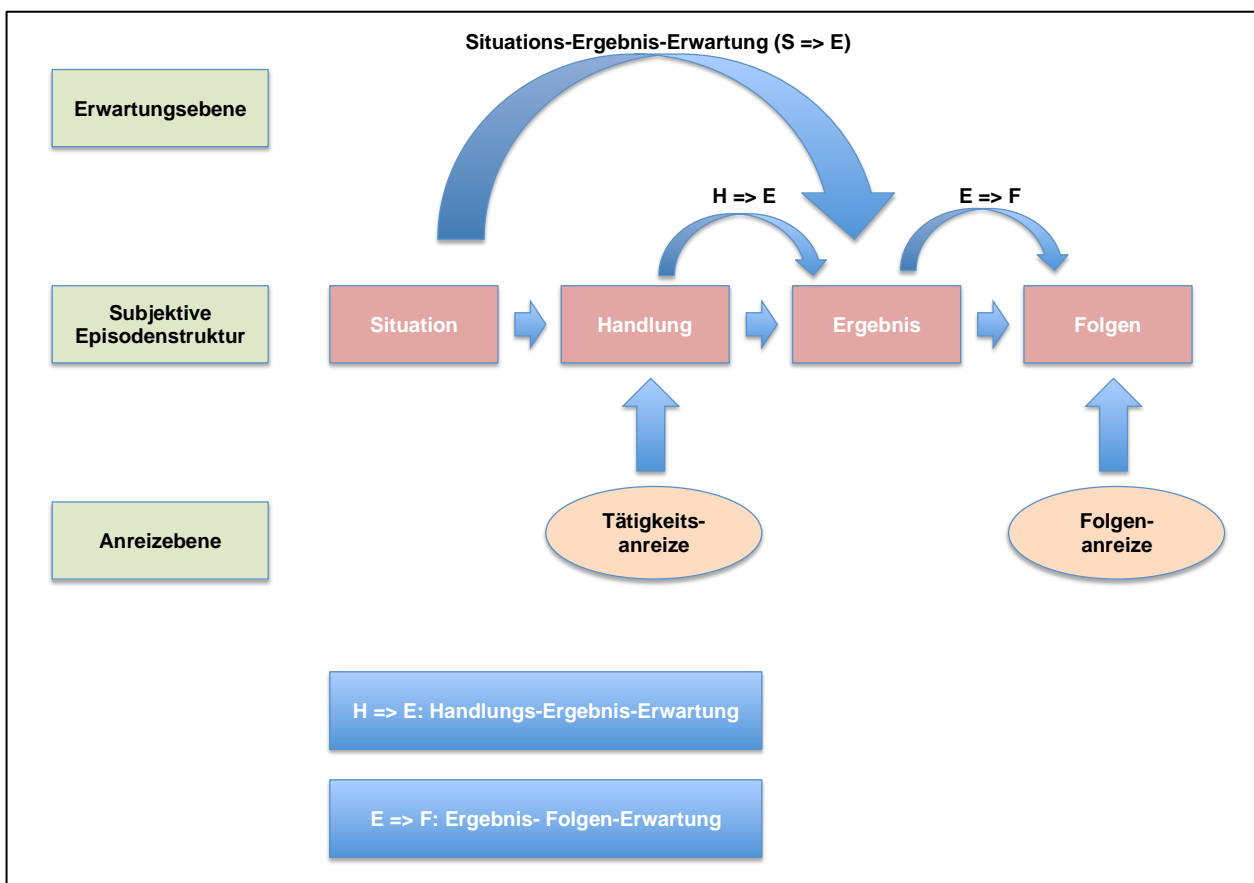 Situations-Ergebnis-Erwartung (S => E)
Erwartungsebene
H => E
E => F
Subjektive
Episodenstruktur
Situation
Handlung
Ergebnis
Folgen
Anreizebene
Tätigkeits-
anreize
Folgen-
anreize
H => E: Handlungs-Ergebnis-Erwartung
E => F: Ergebnis- Folgen-Erwartung